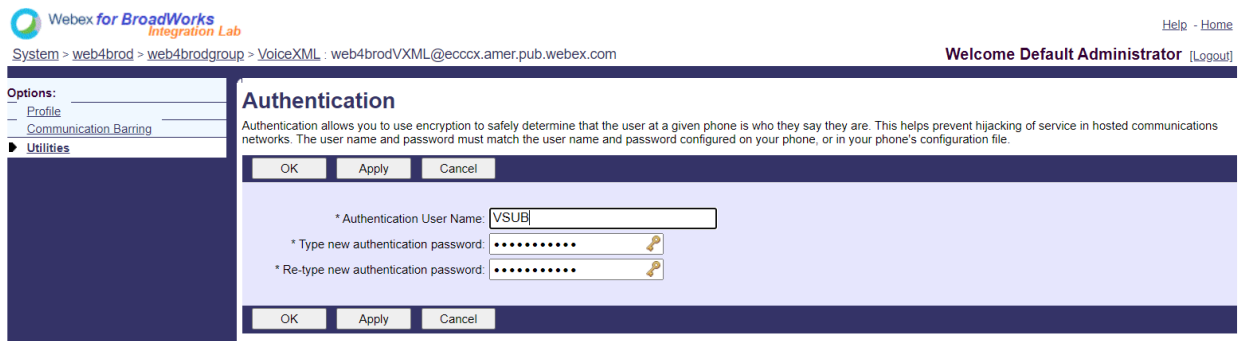 Webex for BroadWorks
Integration Lab
Help - Home
System > web4brod > web4brodgroup > VoiceXML : web4brodVXML@ecccx.amer.pub.webex.com
Welcome Default Administrator [Logout]
Options:
Profile
Communication Barring
Utilities
Authentication
Authentication allows you to use encryption to safely determine that the user at a given phone is who they say they are. This helps prevent hijacking of service in hosted communications
networks. The user name and password must match the user name and password configured on your phone, or in your phone's configuration file.
OK Apply Cancel
* Authentication User Name: VSUB
* Type new authentication password: •••••••••••
* Re-type new authentication password: •••••••••••
OK Apply Cancel